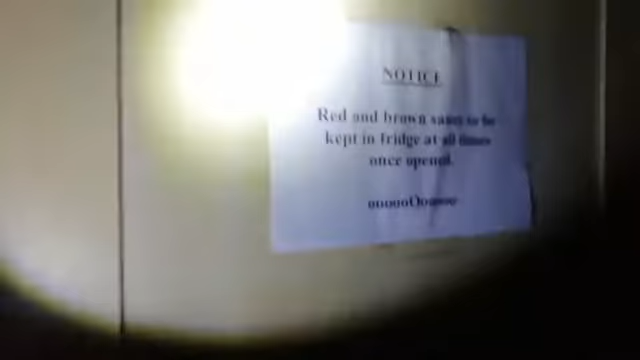 NOTICE
Red and brown sauce to be
kept in fridge at all times
once opened.